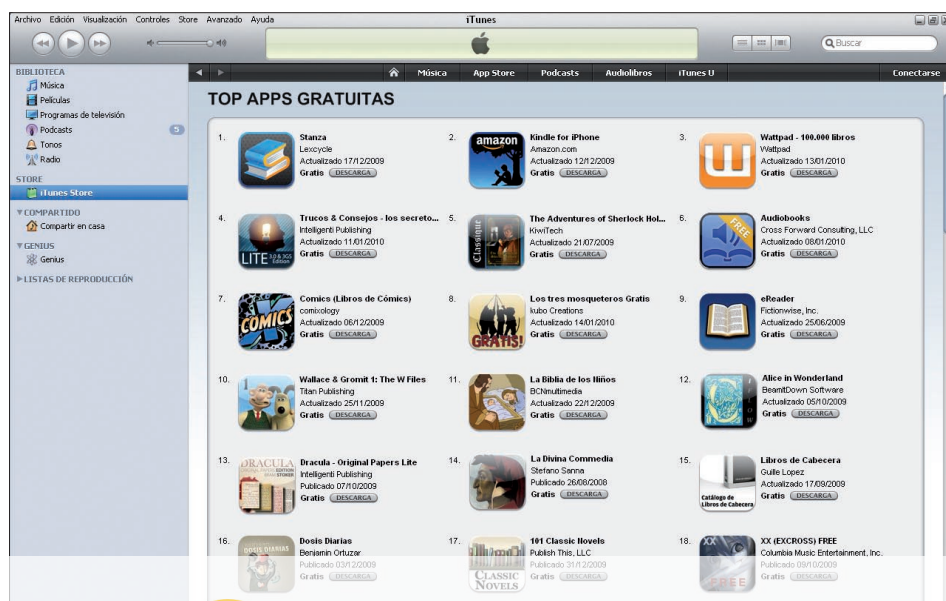 Archivo Edición Visualización Controles Store Avanzado Ayuda
iTunes
Buscar
BIBLIOTECA
Música
Películas
Programas de televisión
Podcasts
5
Tonos
Radio
STORE
iTunes Store
COMPARTIDO
Compartir en casa
GENIUS
Genius
LISTAS DE REPRODUCCIÓN
Música App Store Podcasts Audiolibros iTunes U Conectarse
TOP APPS GRATUITAS
1.
Stanza
Lexcycle
Actualizado 17/12/2009
Gratis DESCARGA
2.
amazon
Kindle for iPhone
Amazon.com
Actualizado 12/12/2009
Gratis DESCARGA
3.
Wattpad - 100.000 libros
Wattpad
Actualizado 13/01/2010
Gratis DESCARGA
4.
LITE 3.0 & 3GS Edition
Trucos & Consejos - los secreto...
Intelligenti Publishing
Actualizado 11/01/2010
Gratis DESCARGA
5.
Classique
The Adventures of Sherlock Hol...
KiwiTech
Actualizado 21/07/2009
Gratis DESCARGA
6.
FREE
Audiobooks
Cross Forward Consulting, LLC
Actualizado 08/01/2010
Gratis DESCARGA
7.
COMICS
Comics (Libros de Cómics)
comixology
Actualizado 06/12/2009
Gratis DESCARGA
8.
GRATIS!
Los tres mosqueteros Gratis
kubo Creations
Actualizado 14/01/2010
Gratis DESCARGA
9.
eReader
Fictionwise, Inc.
Actualizado 25/06/2009
Gratis DESCARGA
10.
Wallace & Gromit 1: The W Files
Titan Publishing
Actualizado 25/11/2009
Gratis DESCARGA
11.
La Biblia de los Niños
BCNmultimedia
Actualizado 22/12/2009
Gratis DESCARGA
12.
Alice in Wonderland
BeamItDown Software
Actualizado 05/10/2009
Gratis DESCARGA
13.
DRACULA
Dracula - Original Papers Lite
Intelligenti Publishing
Publicado 07/10/2009
Gratis DESCARGA
14.
La Divina Commedia
Stefano Sanna
Publicado 26/08/2008
Gratis DESCARGA
15.
Catálogo de
Libros de Cabecera
Libros de Cabecera
Guille Lopez
Actualizado 17/09/2009
Gratis DESCARGA
16.
DOSIS DIARIAS
Dosis Diarias
Benjamin Ortuzar
Publicado 03/12/2009
Gratis DESCARGA
17.
CLASSIC
NOVELS
101 Classic Novels
Publish This, LLC
Publicado 31/12/2009
Gratis DESCARGA
18.
XX
FREE
XX (EXCROSS) FREE
Columbia Music Entertainment, Inc.
Publicado 09/10/2009
Gratis DESCARGA